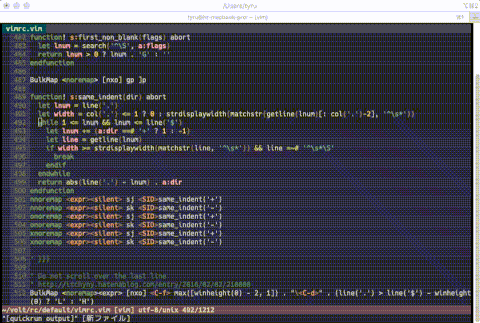 /Users/tyru
vimrc.vim
482 function! s:first_non_blank(flags) abort
483 let lnum = search('^\S', a:flags)
484 return lnum > 0 ? lnum . 'G' : ''
485 endfunction
486
487 BulkMap <noremap> [nxo] gp ]p
488
489 function! s:same_indent(dir) abort
490 let lnum = line('.')
491 let width = col('.') <= 1 ? 0 : strdisplaywidth(matchstr(getline(lnum)[: col('.')-2], '^\s*'))
492 while 1 <= lnum && lnum <= line('$')
493 let lnum += (a:dir ==# '+' ? 1 : -1)
494 let line = getline(lnum)
495 if width >= strdisplaywidth(matchstr(line, '^\s*')) && line =~# '^\s*\S'
496 break
497 endif
498 endwhile
499 return abs(line('.') - lnum) . a:dir
500 endfunction
501 nnoremap <expr><silent> sj <SID>same_indent('+')
502 nnoremap <expr><silent> sk <SID>same_indent('-')
503 onoremap <expr><silent> sj <SID>same_indent('+')
504 onoremap <expr><silent> sk <SID>same_indent('-')
505 xnoremap <expr><silent> sj <SID>same_indent('+')
506 xnoremap <expr><silent> sk <SID>same_indent('-')
507
508 " }}}
509
510 " Do not scroll over the last line
511 " http://itchyny.hatenablog.com/entry/2016/02/02/210000
512 BulkMap <noremap><expr> [nxo] <C-f> max([winheight(0) - 2, 1]) . "\<C-d>" . (line('.') > line('$') - winheight
(0) ? 'L' : 'H')
~/volt/rc/default/vimrc.vim [vim] utf-8/unix 492/1212
"[quickrun output]" [新ファイル]